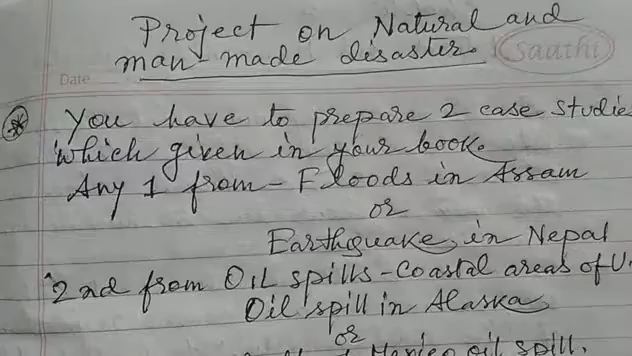 Project on Natural and
man made disaster.
saathi
Date
You have to prepare 2 case studie
which given in your book.
Any 1 from - Floods in Assam
or
Earthquake, in Nepal
2nd from OIL spills - Coastal areas of U.
Oil spill in Alaska
or
Mexico oil spill.